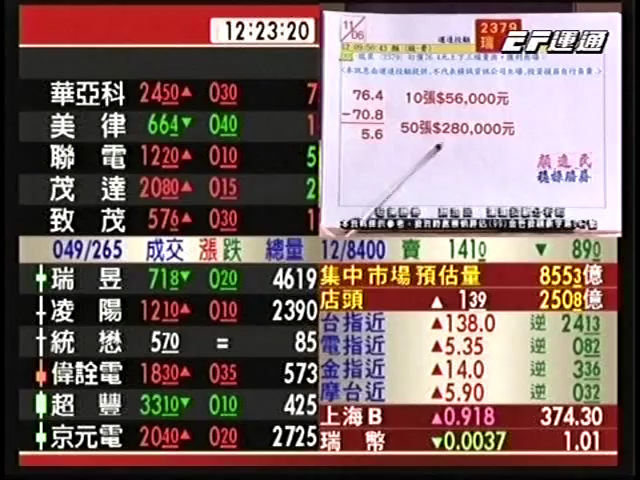 12:23:20
華亞科 2450▲ 030
美律 664▼ 040
聯電 1220▲ 010 5
茂達 2080▲ 015 2
致茂 576▲ 030 1
11/06
2379
瑞
運通
76.4
-70.8
5.6
10張$56,000元
50張$280,000元
049/265 成交 漲跌 總量
瑞昱 718▼ 020 4619
凌陽 1210▲ 010 2390
統懋 570 = 85
偉詮電 1830▲ 035 573
超豐 3310▼ 010 425
京元電 2040▲ 020 2725
12/8400 賣 1410 ▼ 890
集中市場預估量 8553億
店頭 ▲ 139 2508億
台指近 ▲138.0 逆 2413
電指近 ▲5.35 逆 082
金指近 ▲14.0 逆 336
摩台近 ▲5.90 逆 032
上海B ▲0.918 374.30
瑞幣 ▼0.0037 1.01